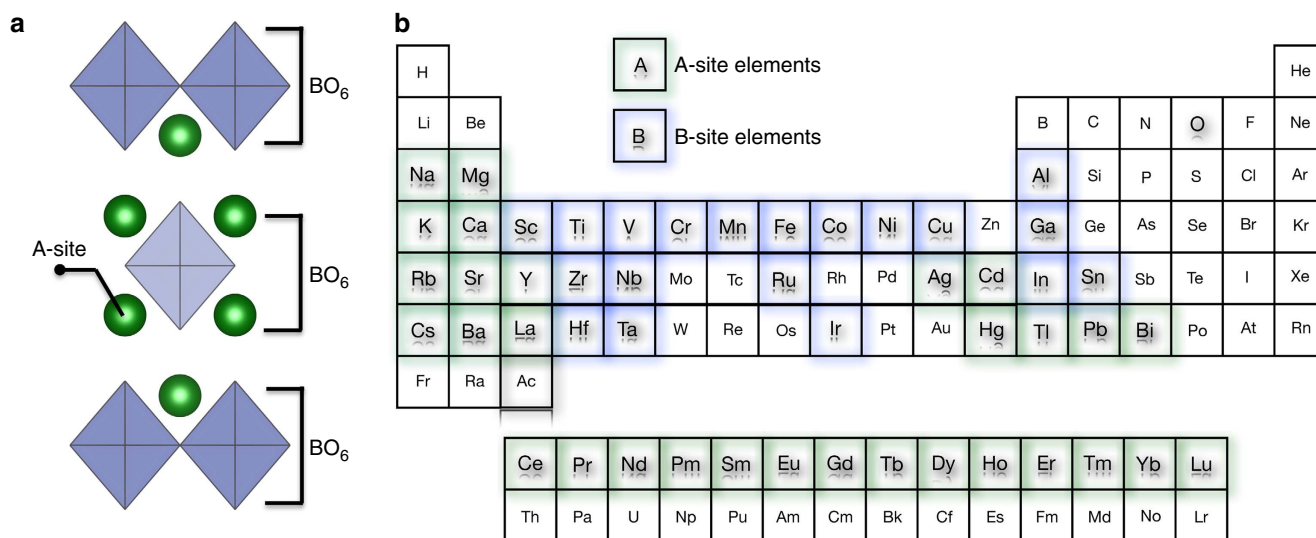 a
BO6
A-site
BO6
BO6
b
A A-site elements
B B-site elements
H He
Li Be B C N O F Ne
Na Mg Al Si P S Cl Ar
K Ca Sc Ti V Cr Mn Fe Co Ni Cu Zn Ga Ge As Se Br Kr
Rb Sr Y Zr Nb Mo Tc Ru Rh Pd Ag Cd In Sn Sb Te I Xe
Cs Ba La Hf Ta W Re Os Ir Pt Au Hg Tl Pb Bi Po At Rn
Fr Ra Ac
Ce Pr Nd Pm Sm Eu Gd Tb Dy Ho Er Tm Yb Lu
Th Pa U Np Pu Am Cm Bk Cf Es Fm Md No Lr